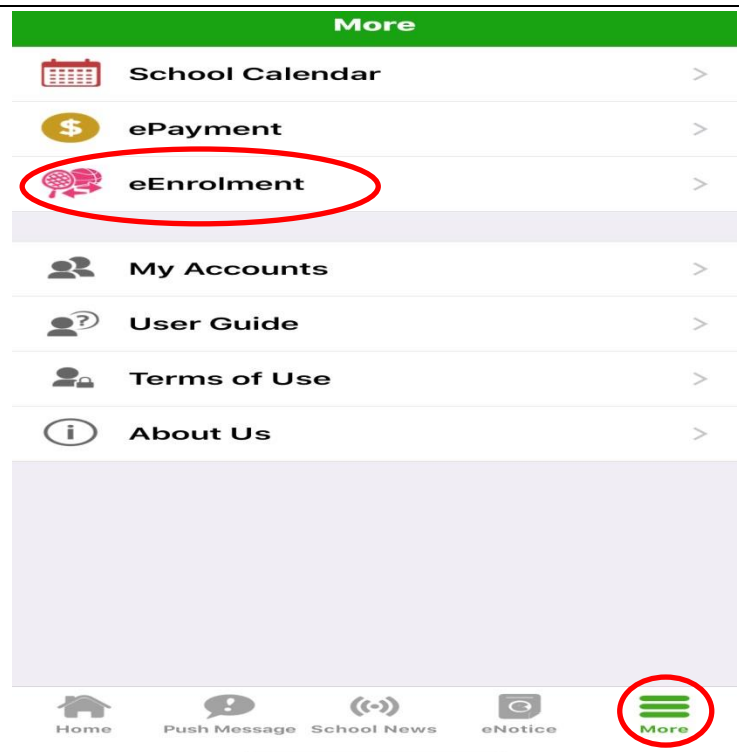 More
School Calendar
ePayment
eEnrolment
My Accounts
User Guide
Terms of Use
About Us
Home Push Message School News eNotice More